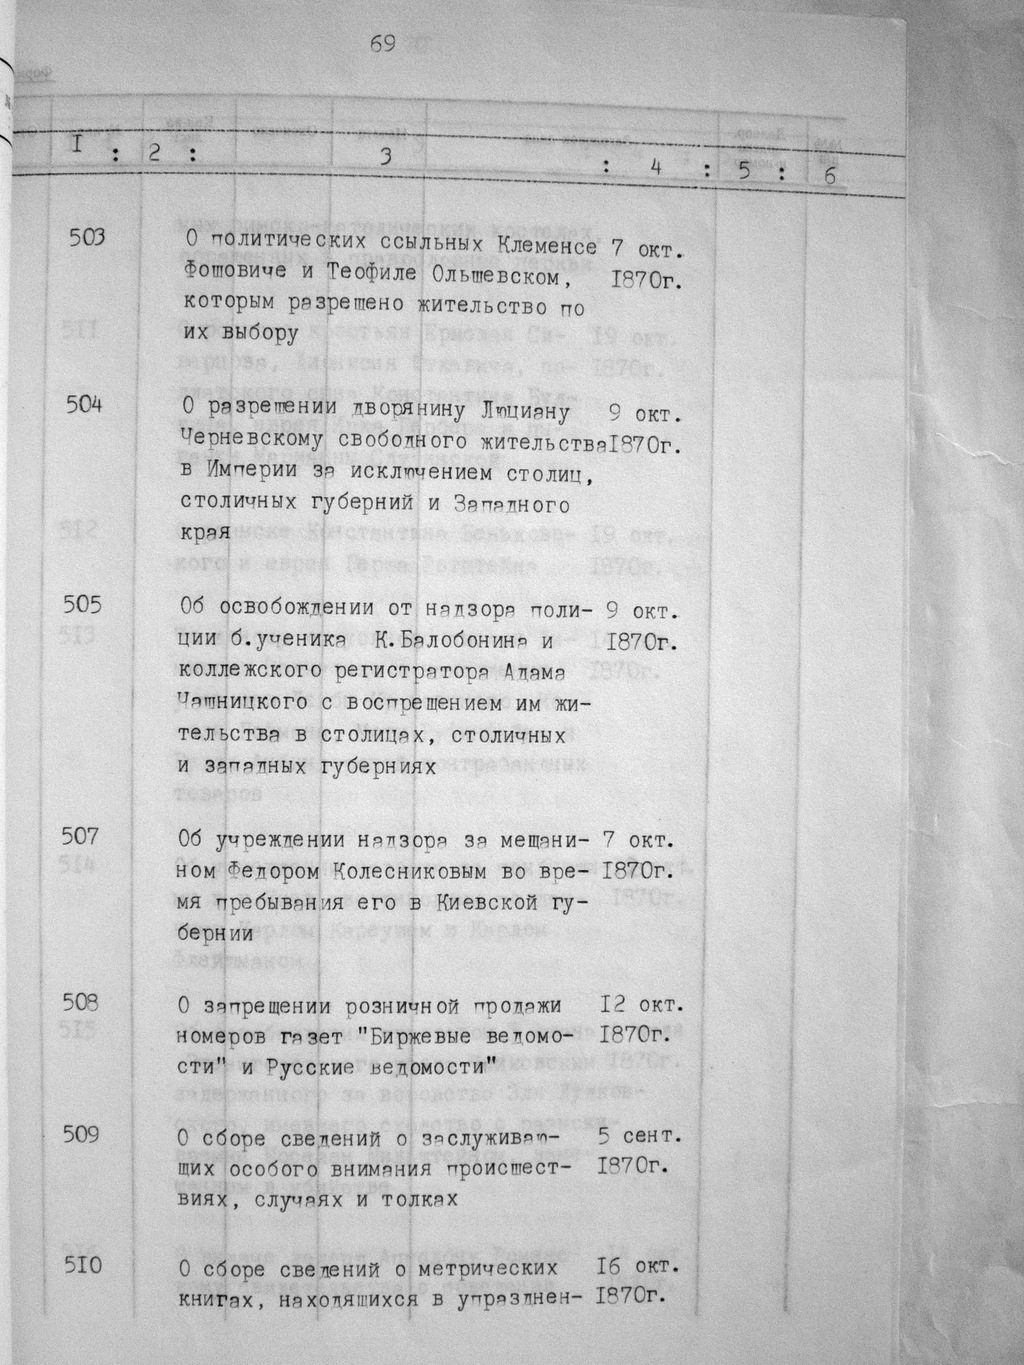 69
I : 2 : 3 : 4 : 5 : 6
503 О политических ссыльных Клеменсе 7 окт.
Фошовиче и Теофиле Ольшевском, I870г.
которым разрешено жительство по
их выбору
504 О разрешении дворянину Люциану 9 окт.
Черневскому свободного жительства I870г.
в Империи за исключением столиц,
столичных губерний и Западного
края
505 Об освобождении от надзора поли- 9 окт.
ции б.ученика К.Балобонина и I870г.
коллежского регистратора Адама
Чашницкого с воспрещением им жи-
тельства в столицах, столичных
и западных губерниях
507 Об учреждении надзора за мещани- 7 окт.
ном Федором Колесниковым во вре- I870г.
мя пребывания его в Киевской гу-
бернии
508 О запрещении розничной продажи I2 окт.
номеров газет "Биржевые ведомо- I870г.
сти" и Русские ведомости"
509 О сборе сведений о заслуживаю- 5 сент.
щих особого внимания происшест- I870г.
виях, случаях и толках
5I0 О сборе сведений о метрических I6 окт.
книгах, находящихся в упразднен- I870г.